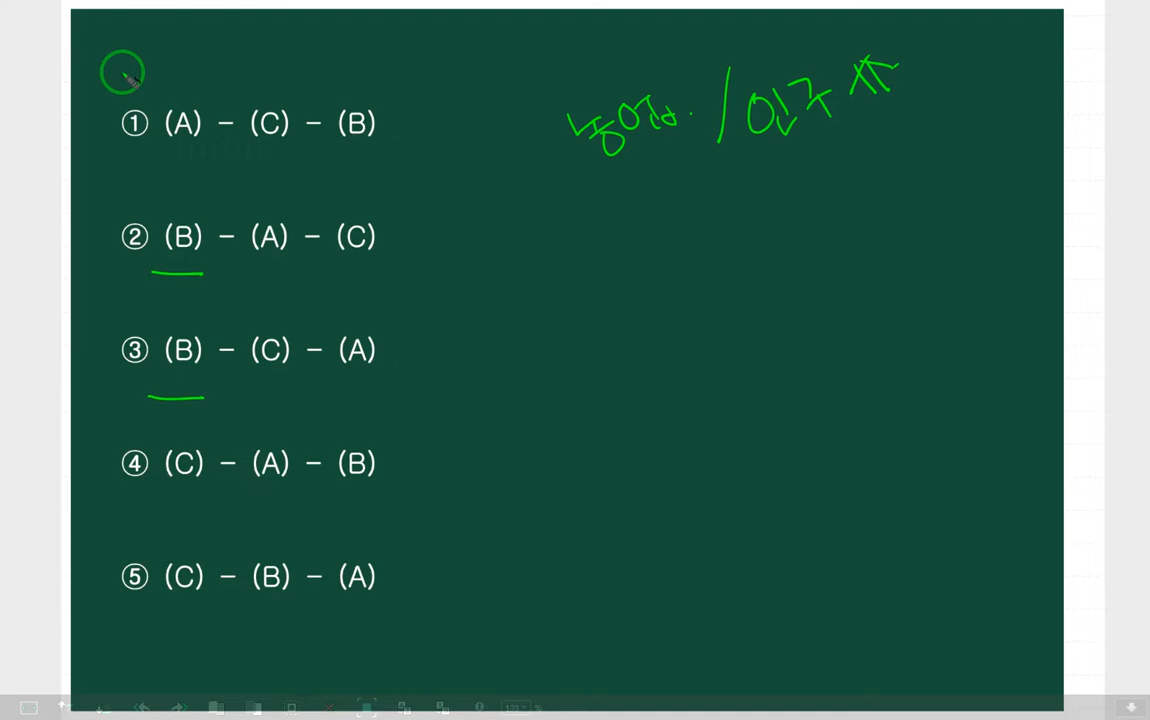 ① (A) - (C) - (B)
② (B) - (A) - (C)
③ (B) - (C) - (A)
④ (C) - (A) - (B)
⑤ (C) - (B) - (A)